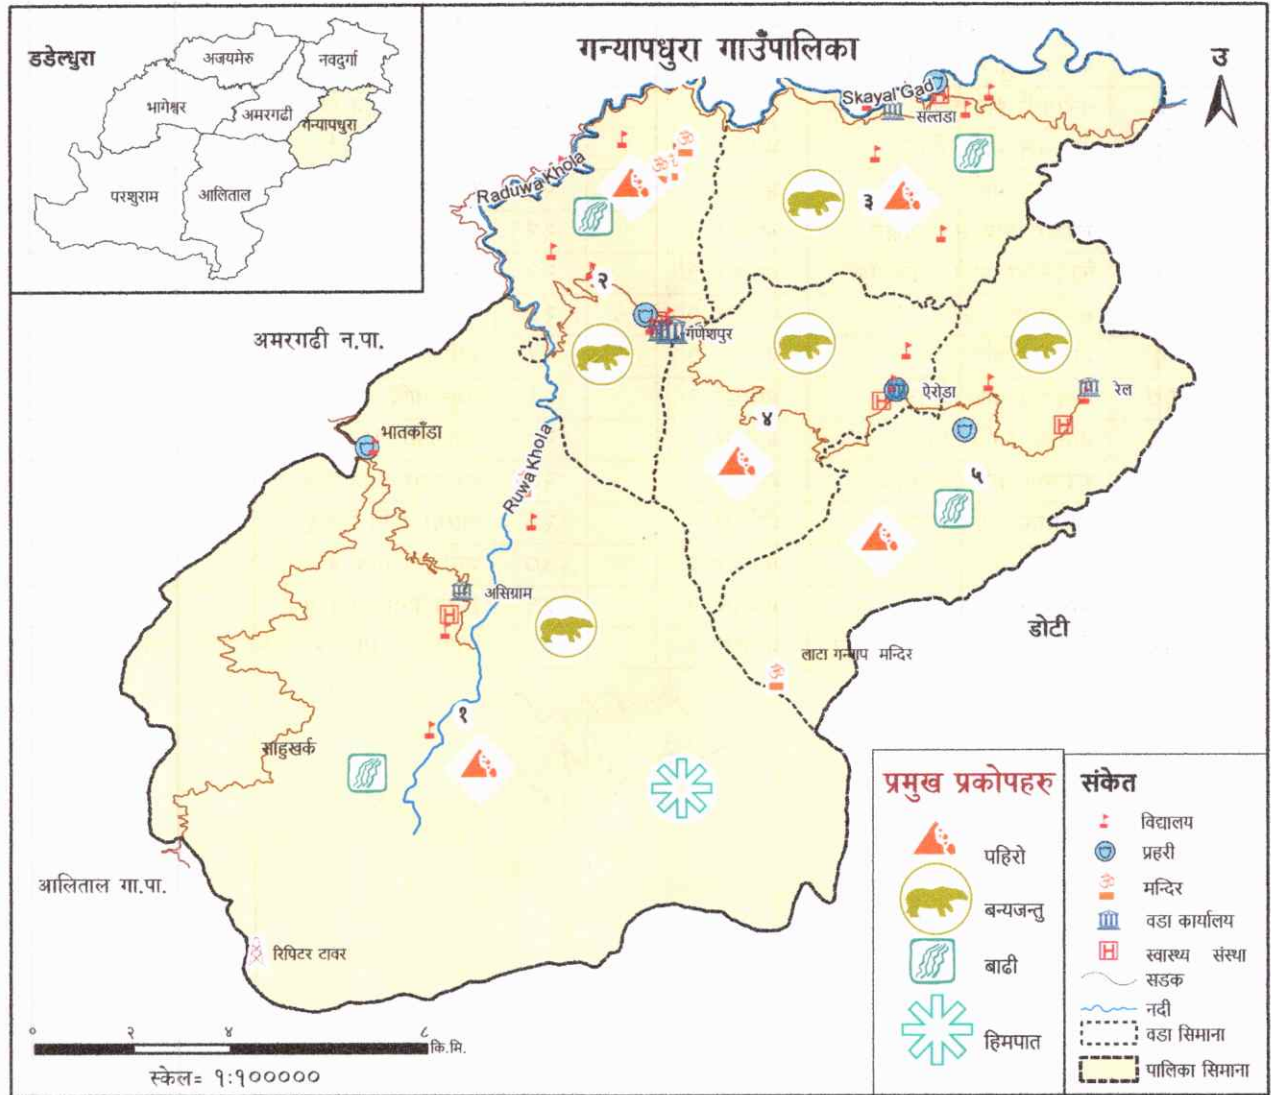 डडेल्धुरा
अजयमेरु
नवदुर्गा
भागेश्वर
अमरगढी
गन्यापधुरा
परशुराम
आलिताल
गन्यापधुरा गाउँपालिका
उ
Skayal Gad
सल्तडा
Raduwa Khola
३
२
गणेशपुर
अमरगढी न.पा.
ऐरोडा
रेल
४
भातकाँडा
Ruwa Khola
५
असिग्राम
डोटी
लाटा गन्याप मन्दिर
१
साडुखर्क
आलिताल गा.पा.
रिपिटर टावर
० २ ४ ८ कि.मि.
स्केल= १:१०००००
प्रमुख प्रकोपहरु
पहिरो
बन्यजन्तु
बाढी
हिमपात
संकेत
विद्यालय
प्रहरी
मन्दिर
वडा कार्यालय
स्वास्थ्य संस्था
सडक
नदी
वडा सिमाना
पालिका सिमाना